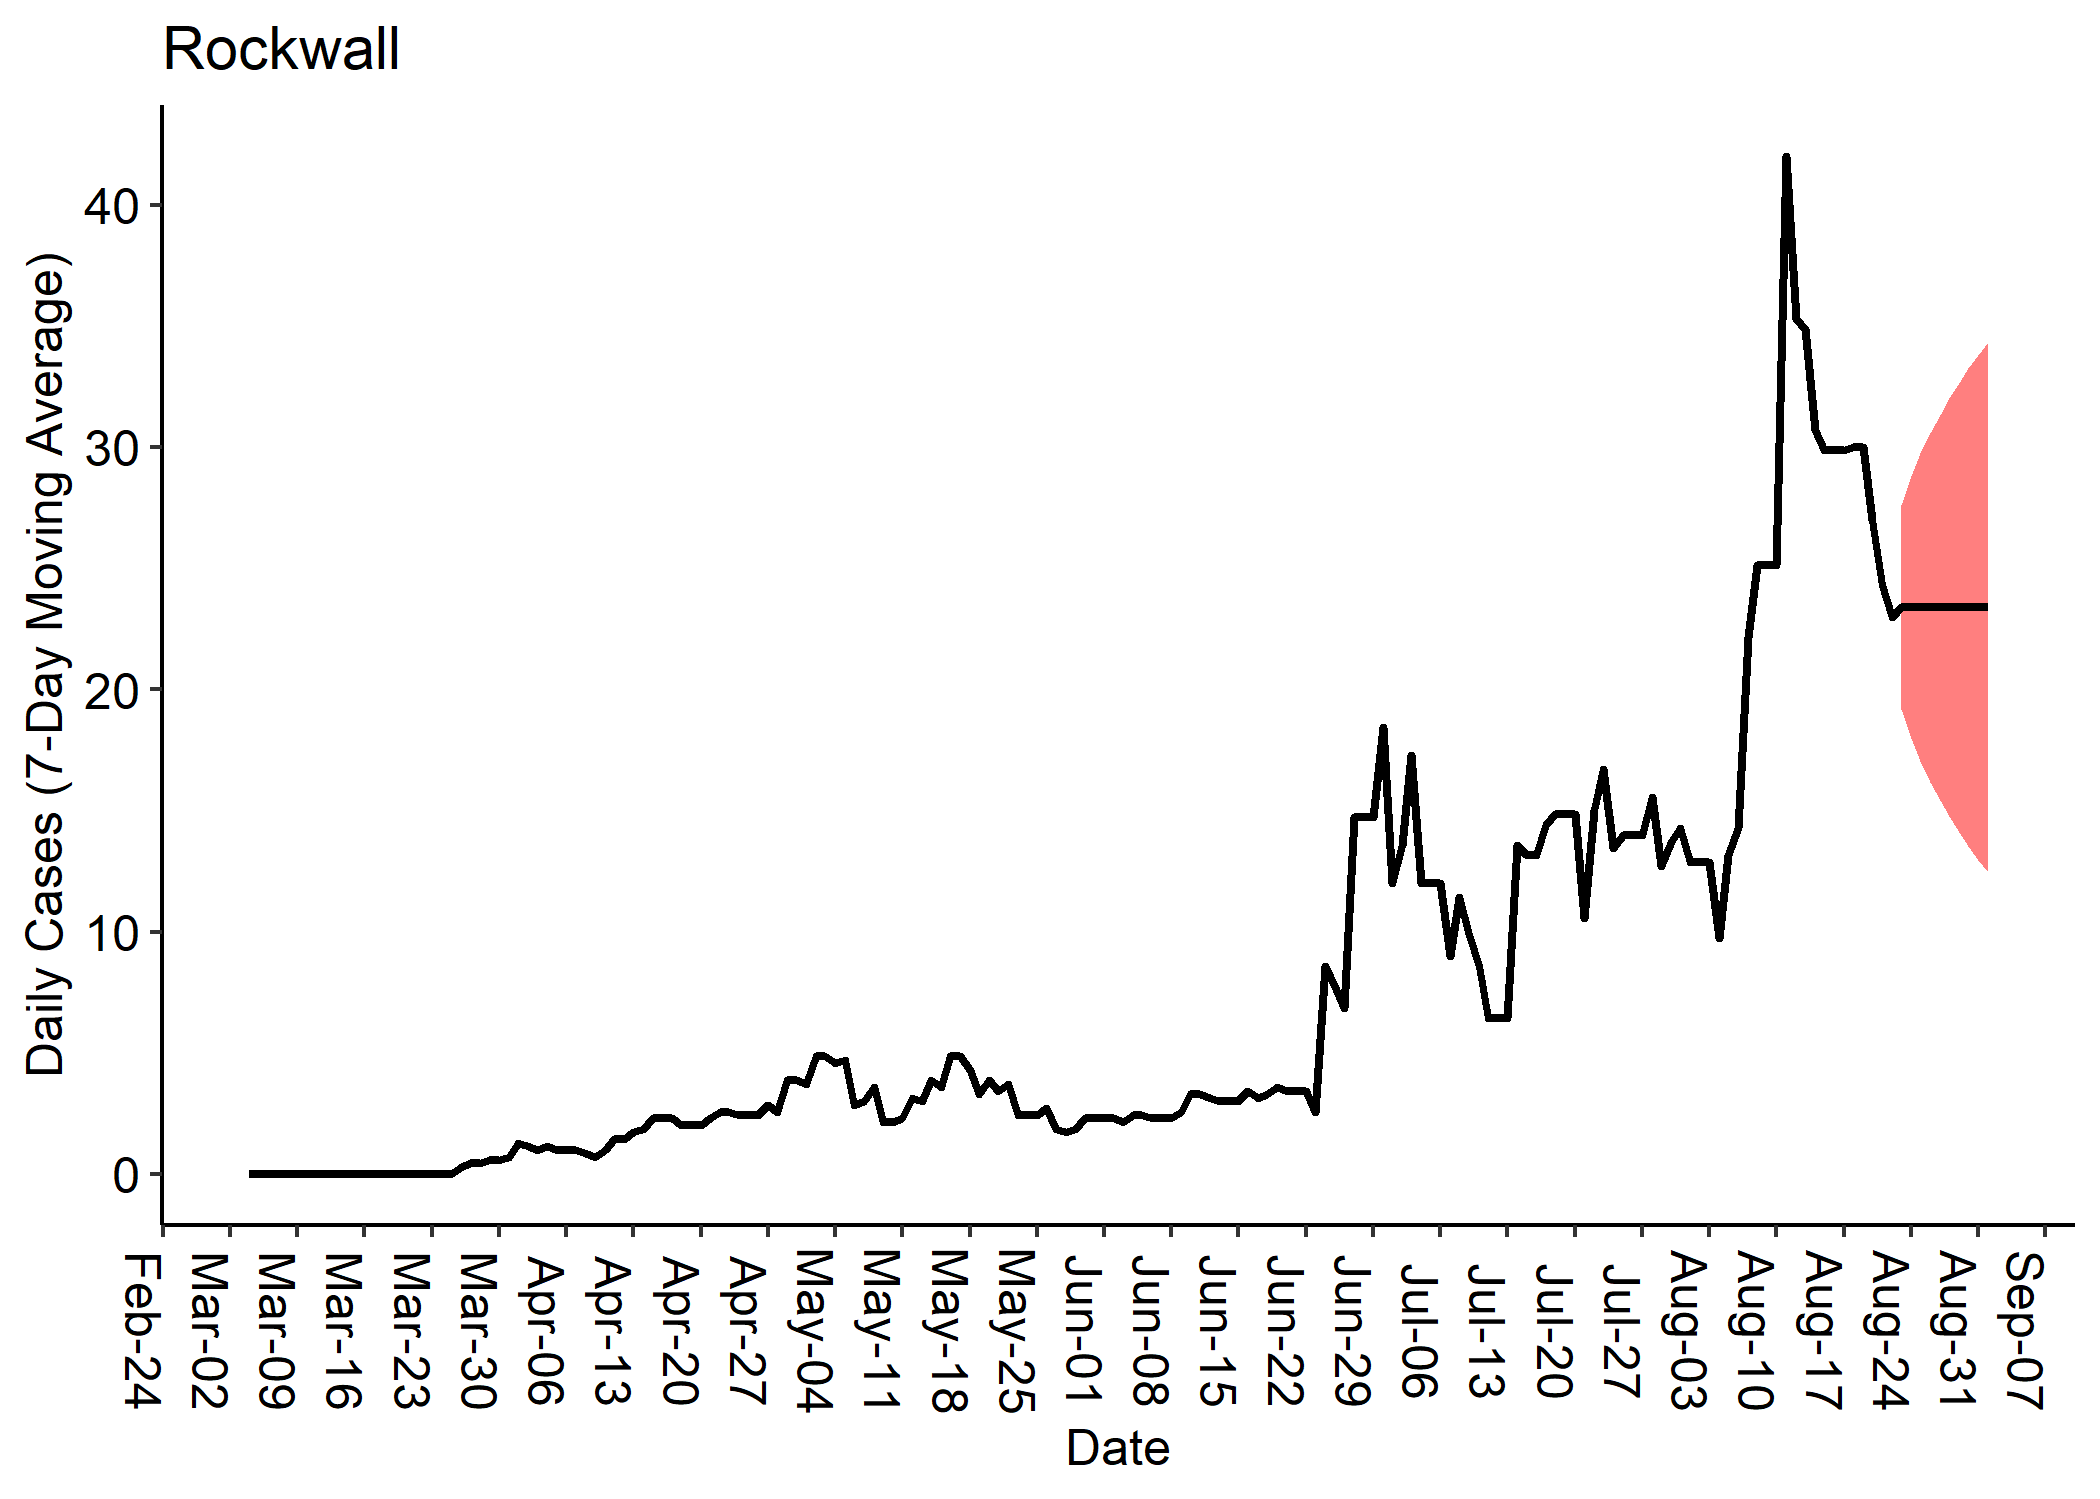 Rockwall
Daily Cases (7-Day Moving Average)
40
30
20
10
0
Feb-24
Mar-02
Mar-09
Mar-16
Mar-23
Mar-30
Apr-06
Apr-13
Apr-20
Apr-27
May-04
May-11
May-18
May-25
Jun-01
Jun-08
Jun-15
Jun-22
Jun-29
Jul-06
Jul-13
Jul-20
Jul-27
Aug-03
Aug-10
Aug-17
Aug-24
Aug-31
Sep-07
Date